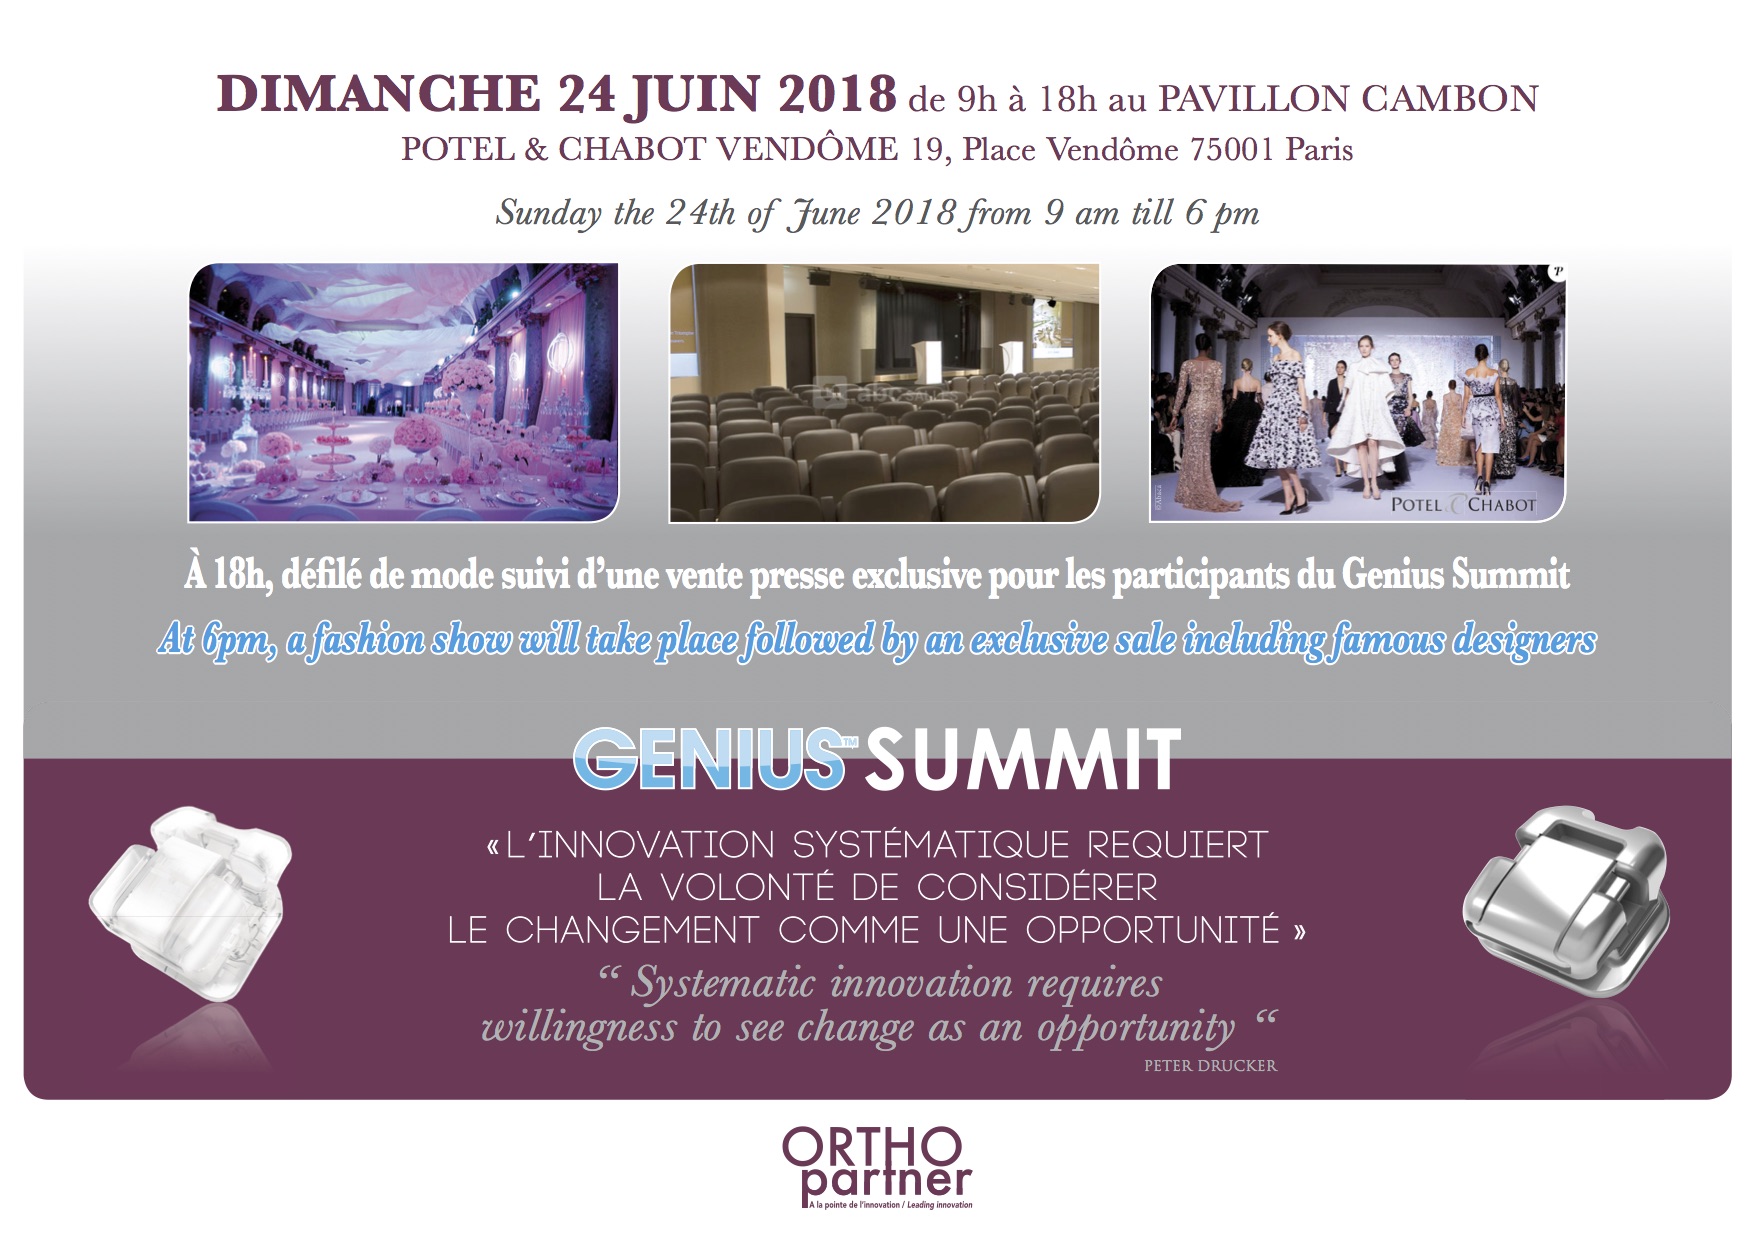 DIMANCHE 24 JUIN 2018 de 9h à 18h au PAVILLON CAMBON
POTEL & CHABOT VENDÔME 19, Place Vendôme 75001 Paris
Sunday the 24th of June 2018 from 9 am till 6 pm
POTEL & CHABOT
À 18h, défilé de mode suivi d’une vente presse exclusive pour les participants du Genius Summit
At 6pm, a fashion show will take place followed by an exclusive sale including famous designers
GENIUS™ SUMMIT
« L’INNOVATION SYSTÉMATIQUE REQUIERT
LA VOLONTÉ DE CONSIDÉRER
LE CHANGEMENT COMME UNE OPPORTUNITÉ »
“ Systematic innovation requires
willingness to see change as an opportunity “
PETER DRUCKER
ORTHO
partner
A la pointe de l’innovation / Leading innovation